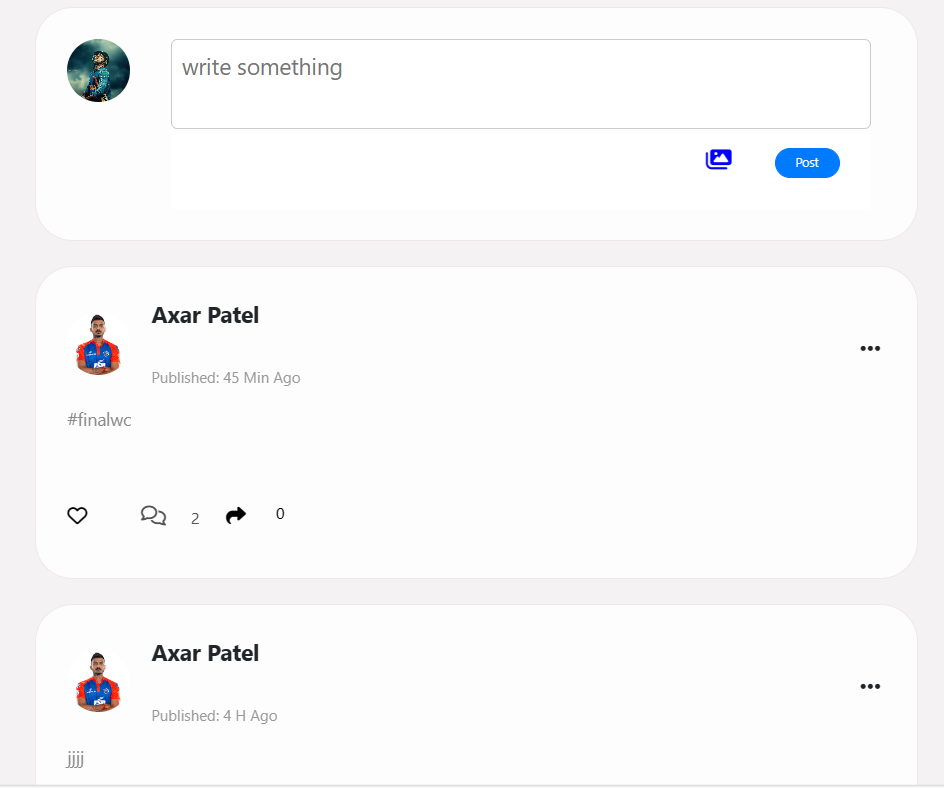 write something
Post
Axar Patel
Published: 45 Min Ago
#finalwc
2
0
Axar Patel
Published: 4 H Ago
jjjj